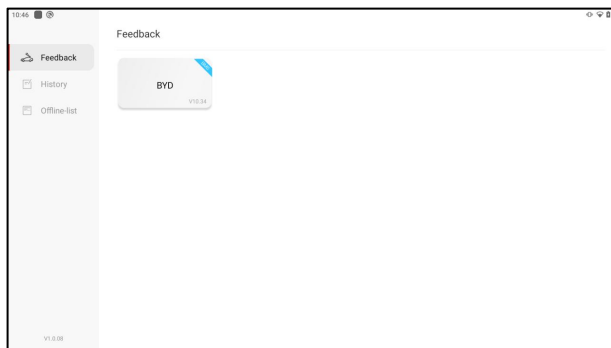 10:46
Feedback
Feedback
History
Offline-list
BYD
V10.34
V1.0.08